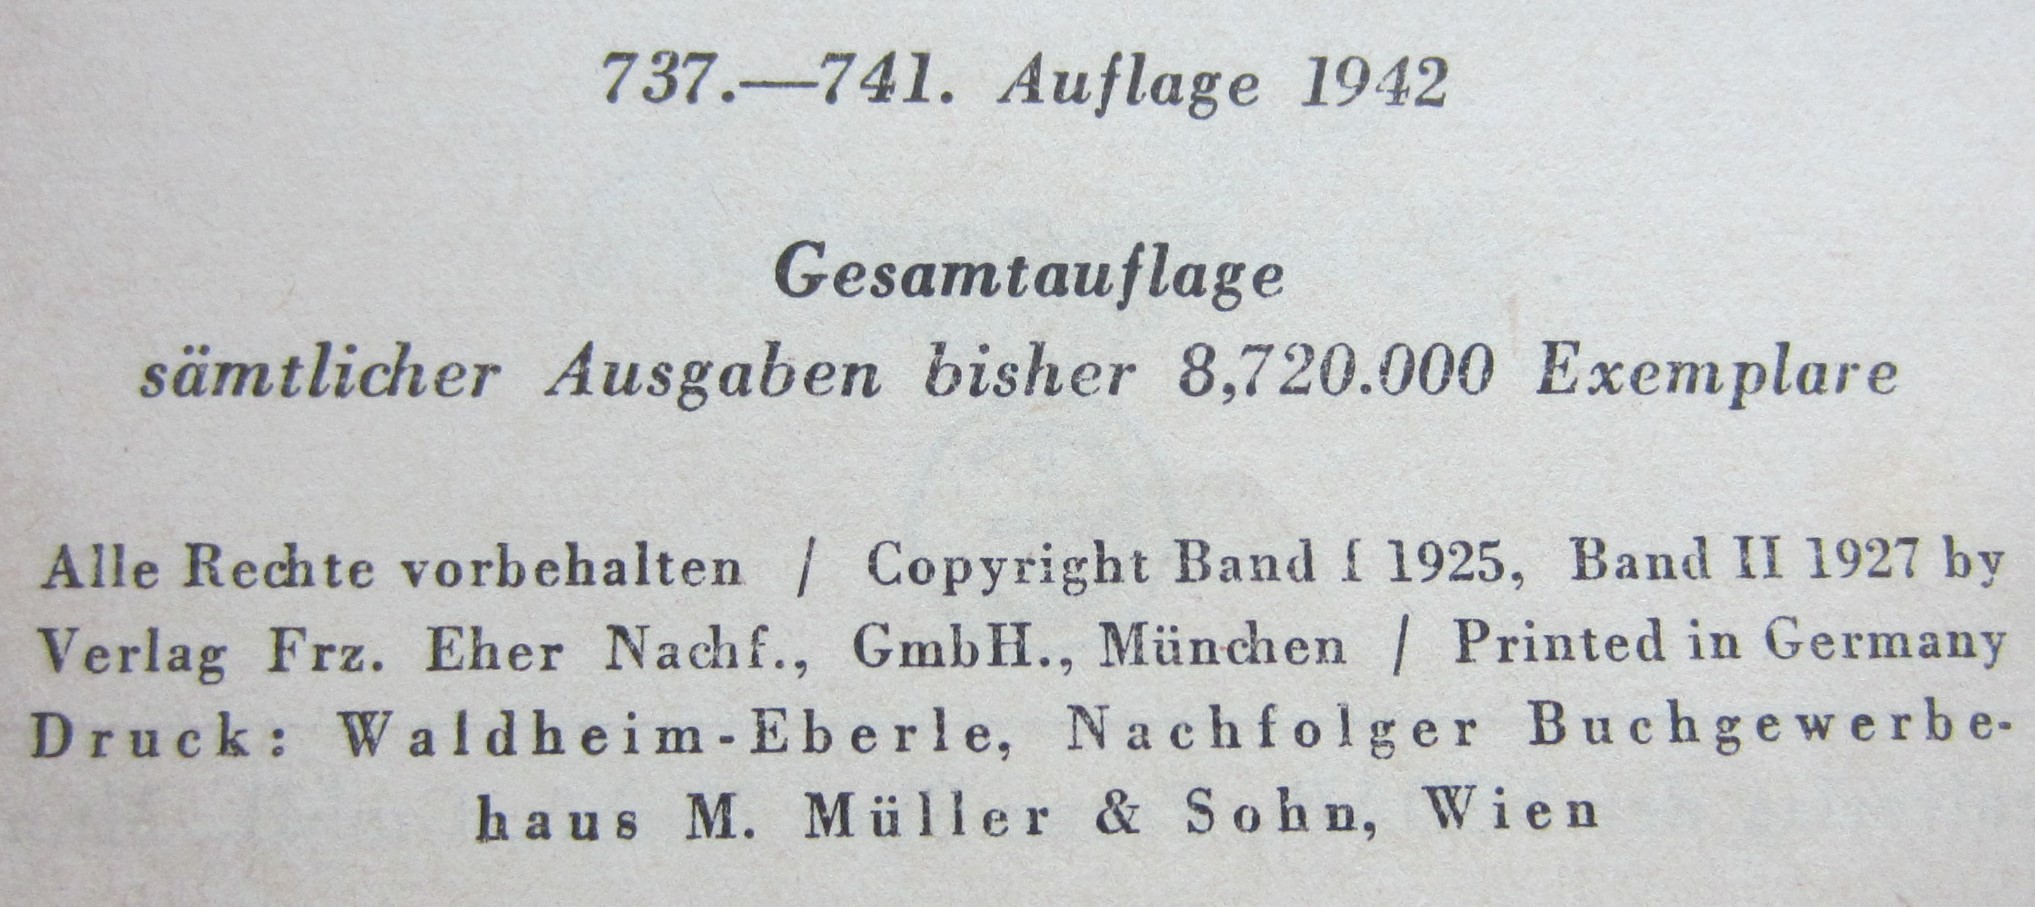 737.—741. Auflage 1942
Gesamtauflage
sämtlicher Ausgaben bisher 8,720.000 Exemplare
Alle Rechte vorbehalten / Copyright Band I 1925, Band II 1927 by
Verlag Frz. Eher Nachf., GmbH., München / Printed in Germany
Druck: Waldheim-Eberle, Nachfolger Buchgewerbe-
haus M. Müller & Sohn, Wien